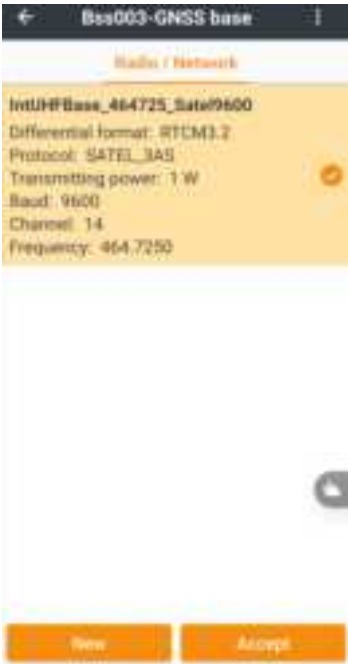 Bss003-GNSS base
Radio / Network
IntUHFBase_464725_Satel9600
Differential format: RTCM3.2
Protocol: SATEL_3AS
Transmitting power: 1 W
Baud: 9600
Channel: 14
Frequency: 464.7250
New
Accept